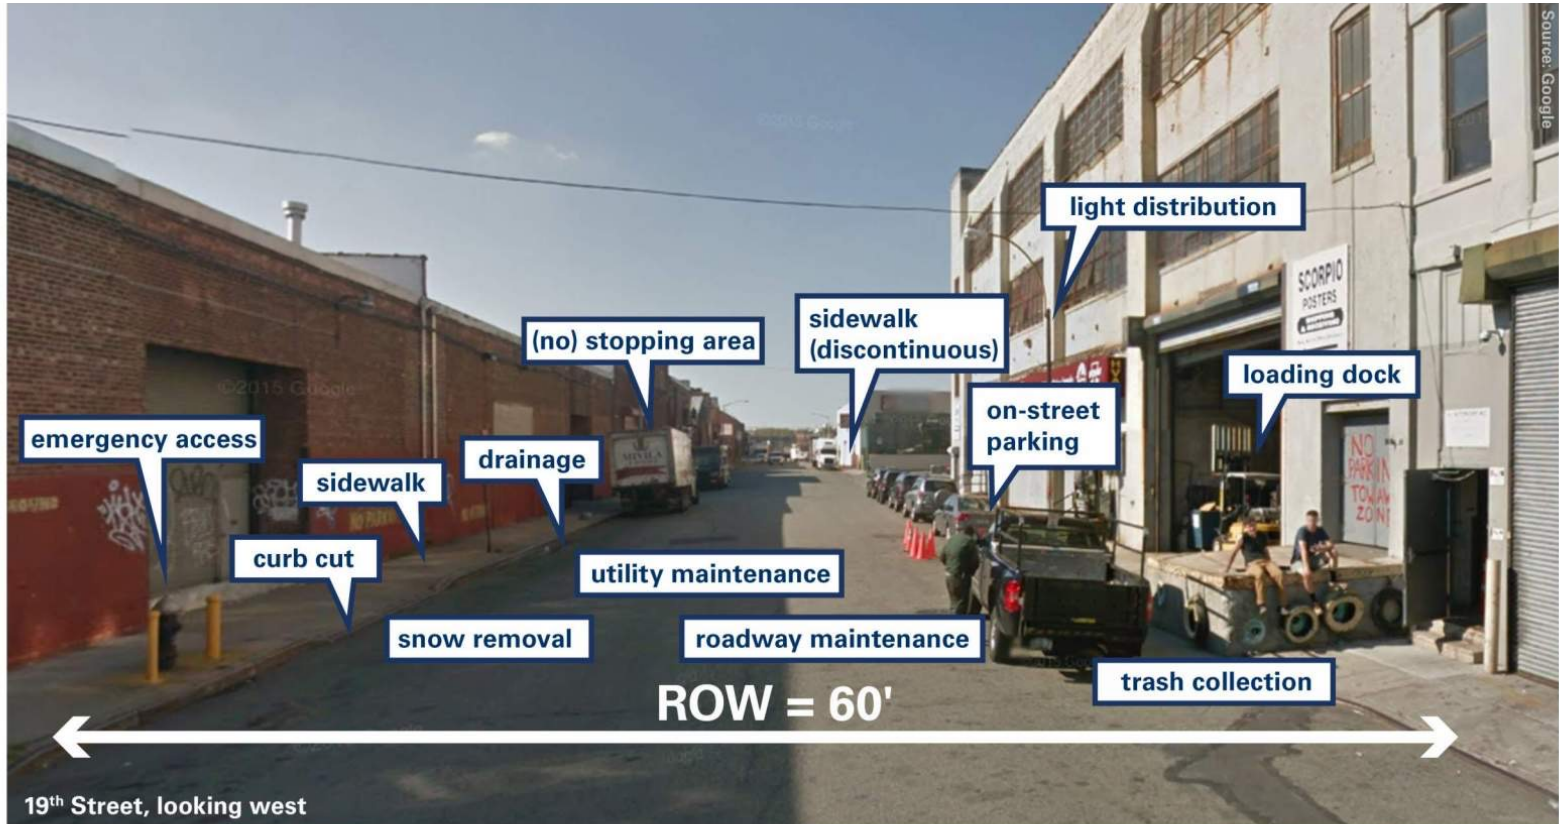 Source: Google
light distribution
SCORPIO
POSTERS
(no) stopping area
sidewalk
(discontinuous)
loading dock
©2015 Google
emergency access
on-street
parking
drainage
sidewalk
NO
PARKIN
TOW
ZON
curb cut
utility maintenance
snow removal
roadway maintenance
trash collection
ROW = 60'
19th Street, looking west